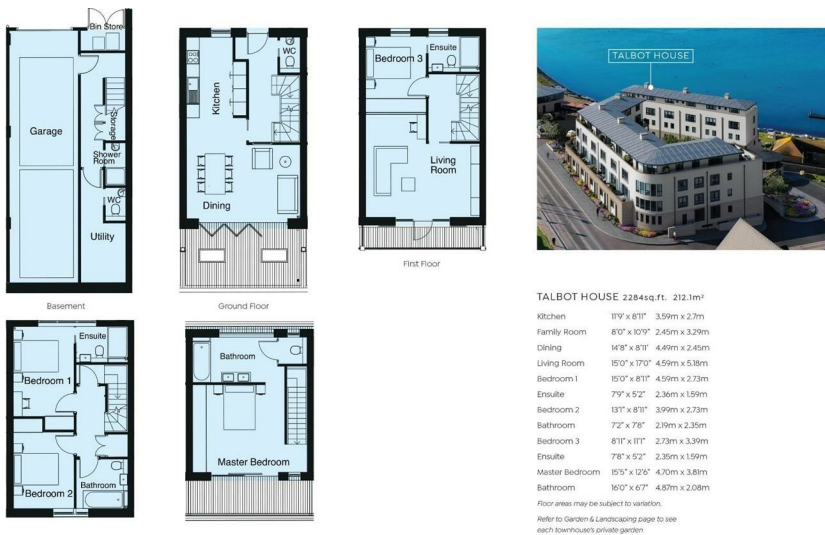 Bin Store
Garage
Storage
Shower
Room
WC
Utility
Basement
WC
Kitchen
Dining
Ground Floor
Ensuite
Bedroom 3
Living
Room
First Floor
TALBOT HOUSE
Ensuite
Bedroom 1
Bedroom 2
Bathroom
Bathroom
Master Bedroom
TALBOT HOUSE 2284sq.ft. 212.1m²
Kitchen 11'9" x 8'11" 3.59m x 2.7m
Family Room 8'0" x 10'9" 2.45m x 3.29m
Dining 14'8" x 8'11' 4.49m x 2.45m
Living Room 15'0" x 17'0" 4.59m x 5.18m
Bedroom 1 15'0" x 8'11" 4.59m x 2.73m
Ensuite 7'9" x 5'2" 2.36m x 1.59m
Bedroom 2 13'1" x 8'11" 3.99m x 2.73m
Bathroom 7'2" x 7'8" 2.19m x 2.35m
Bedroom 3 8'11" x 11'1" 2.73m x 3.39m
Ensuite 7'8" x 5'2" 2.35m x 1.59m
Master Bedroom 15'5" x 12'6" 4.70m x 3.81m
Bathroom 16'0" x 6'7" 4.87m x 2.08m
Floor areas may be subject to variation.
Refer to Garden & Landscaping page to see
each townhouse's private garden